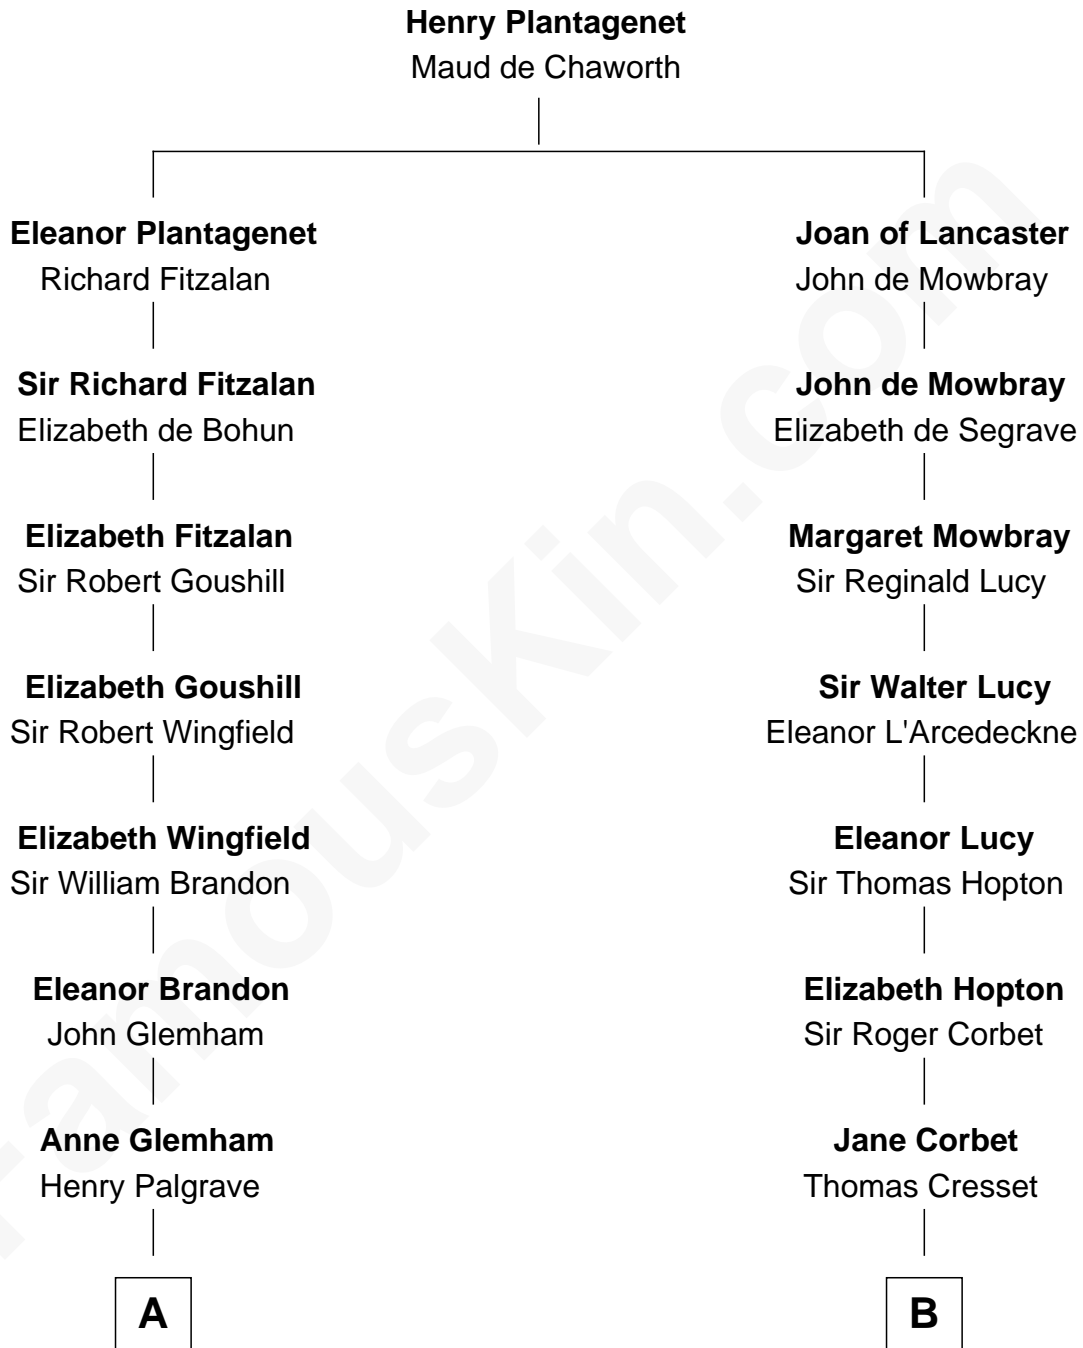 Henry Plantagenet
Maud de Chaworth
Eleanor Plantagenet
Richard Fitzalan
Joan of Lancaster
John de Mowbray
Sir Richard Fitzalan
Elizabeth de Bohun
John de Mowbray
Elizabeth de Segrave
Elizabeth Fitzalan
Sir Robert Goushill
Margaret Mowbray
Sir Reginald Lucy
Elizabeth Goushill
Sir Robert Wingfield
Sir Walter Lucy
Eleanor L'Arcedeckne
Elizabeth Wingfield
Sir William Brandon
Eleanor Lucy
Sir Thomas Hopton
Eleanor Brandon
John Glemham
Elizabeth Hopton
Sir Roger Corbet
Anne Glemham
Henry Palgrave
Jane Corbet
Thomas Cresset
A
B
FamousKin.com